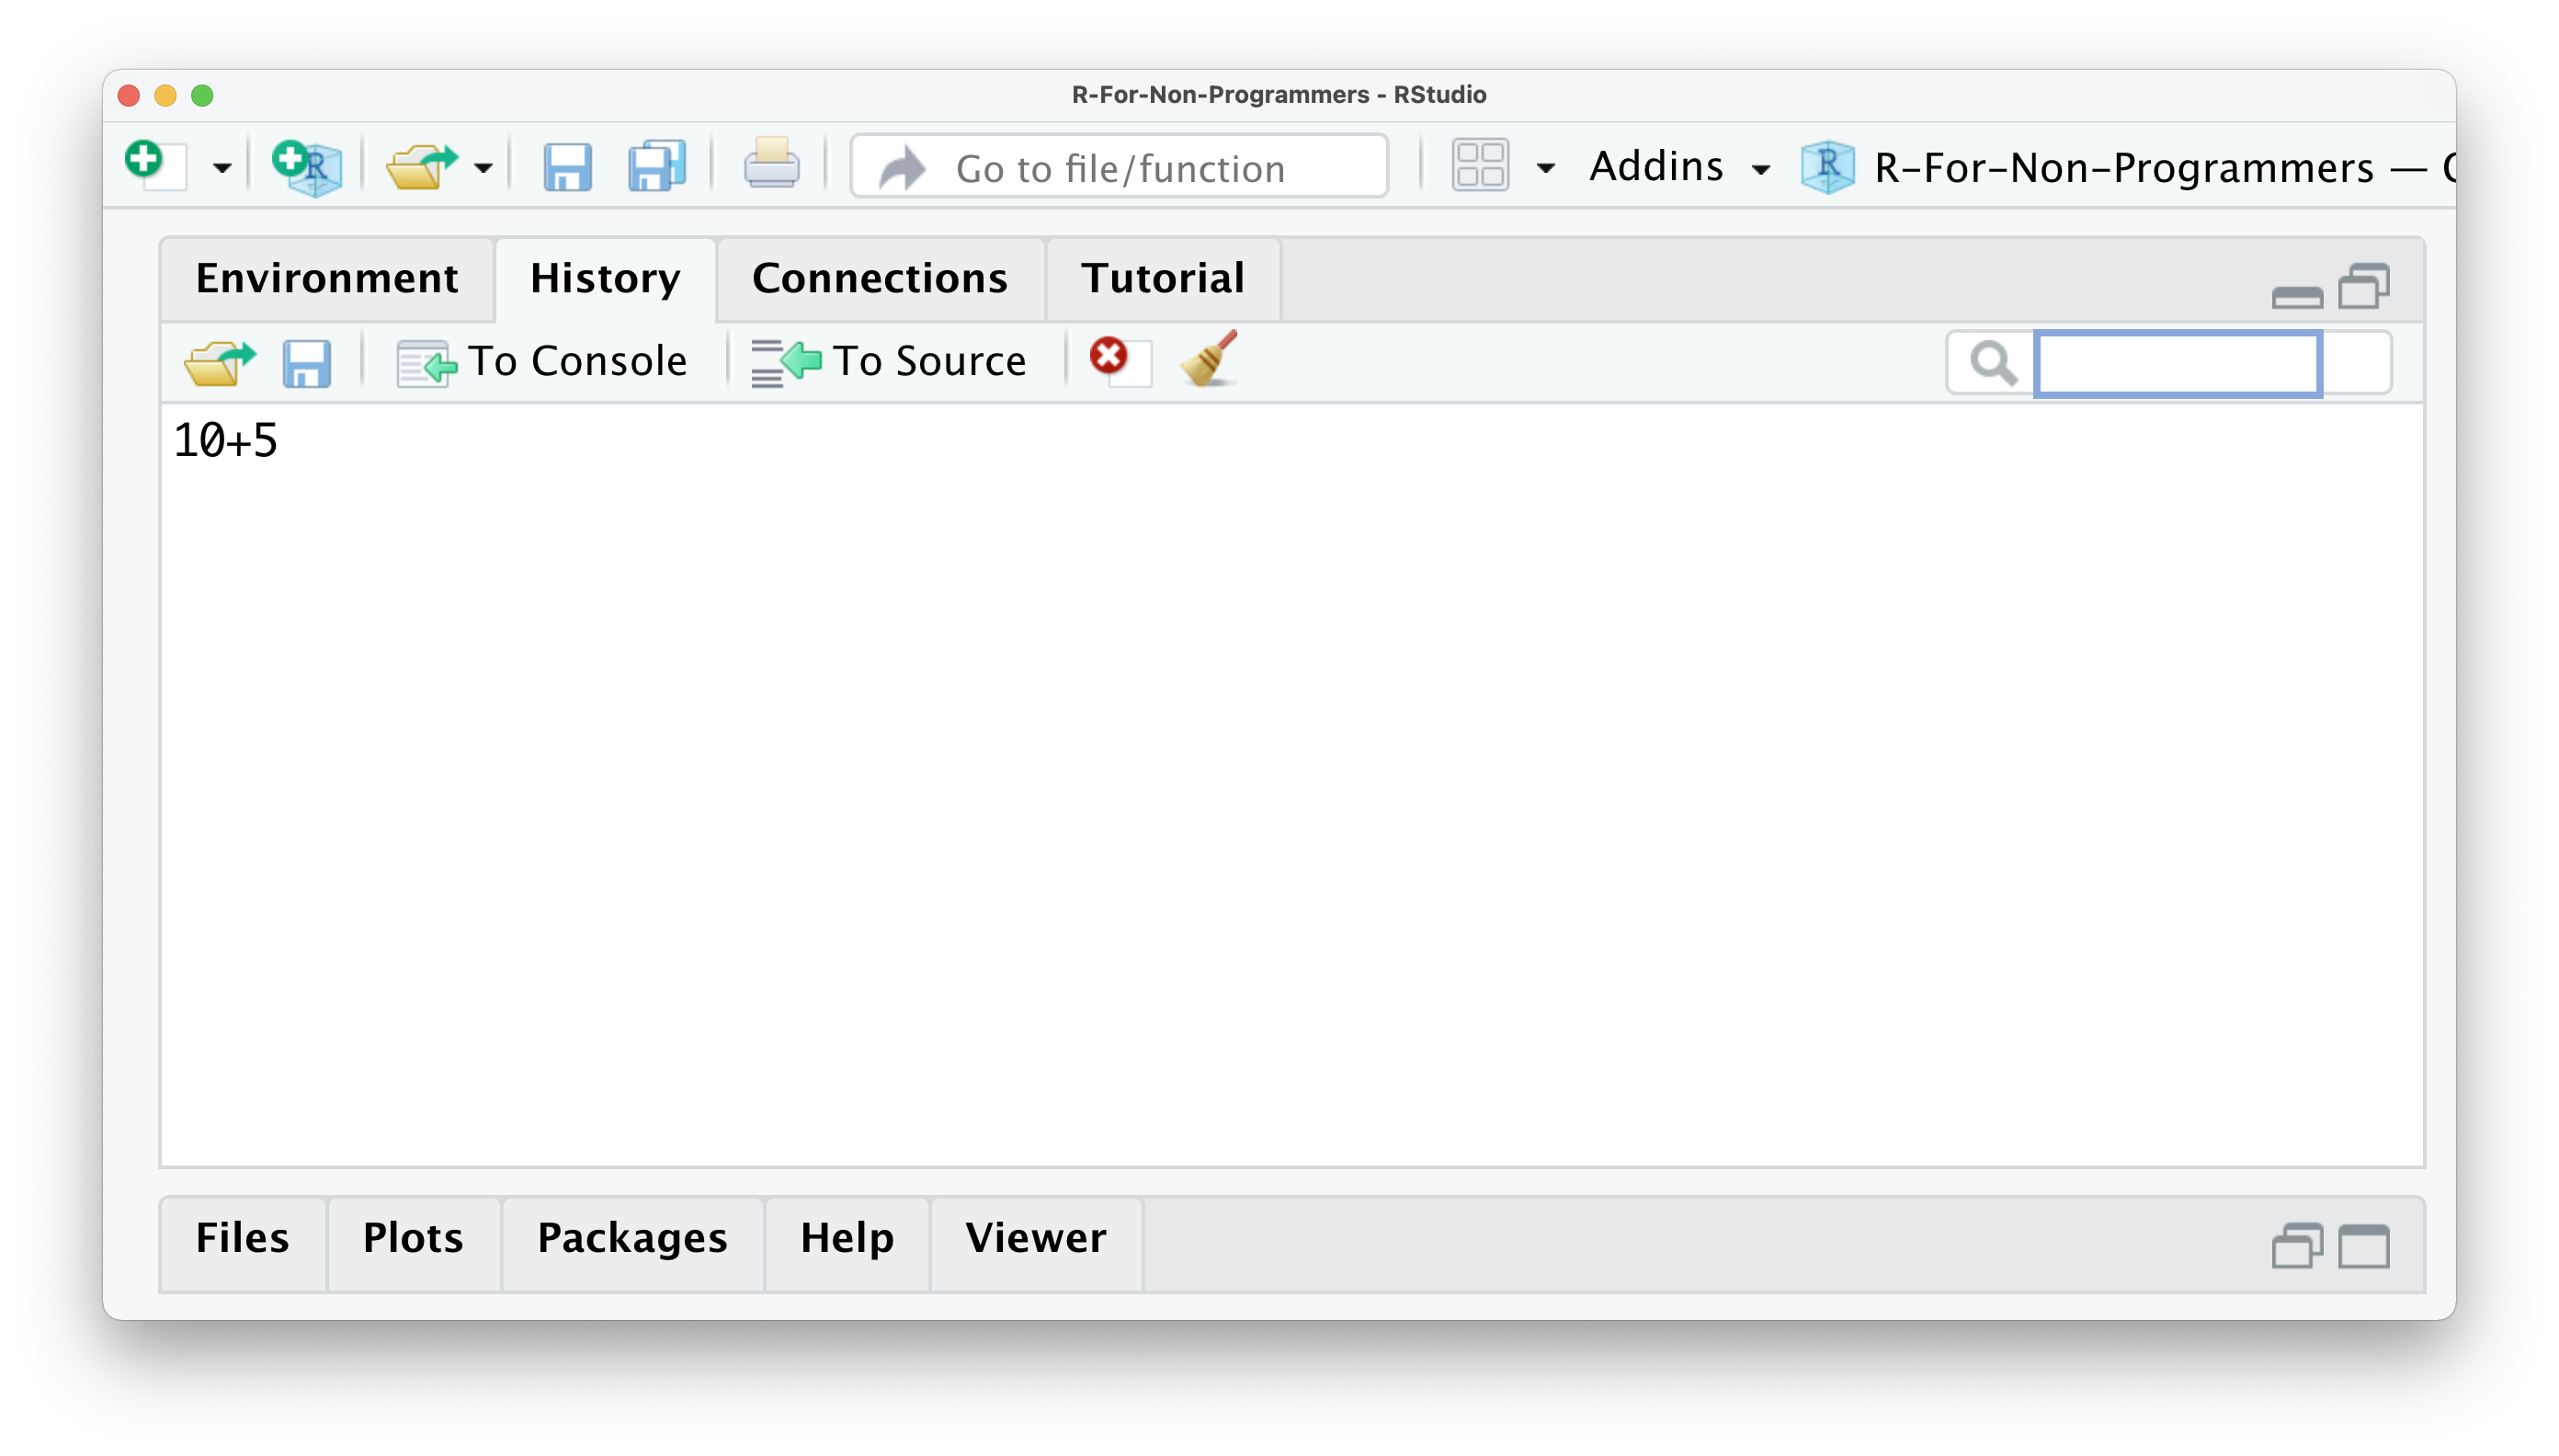 R-For-Non-Programmers - RStudio
Go to file/function Addins R-For-Non-Programmers —
Environment History Connections Tutorial
To Console To Source
10+5
Files Plots Packages Help Viewer